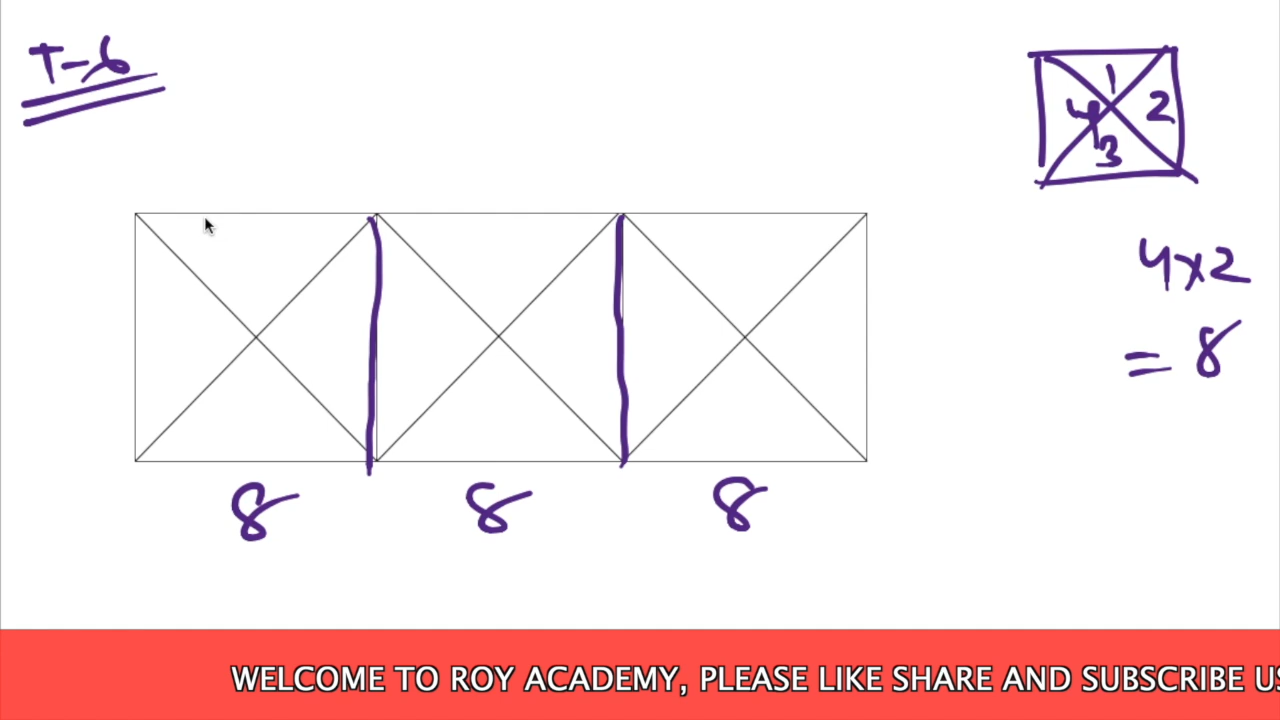 T-6
1
4 2
3
4x2
= 8
8 8 8
WELCOME TO ROY ACADEMY, PLEASE LIKE SHARE AND SUBSCRIBE US